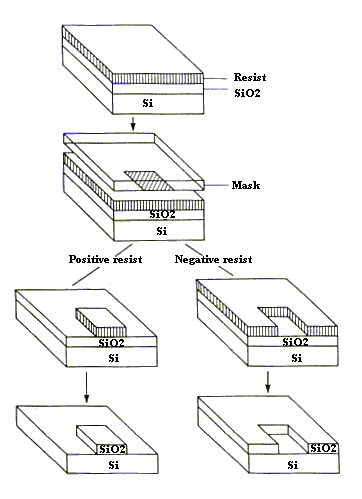 Resist
SiO2
Si
Mask
SiO2
Si
Positive resist
Negative resist
SiO2
Si
SiO2
Si
SiO2
Si
SiO2
Si